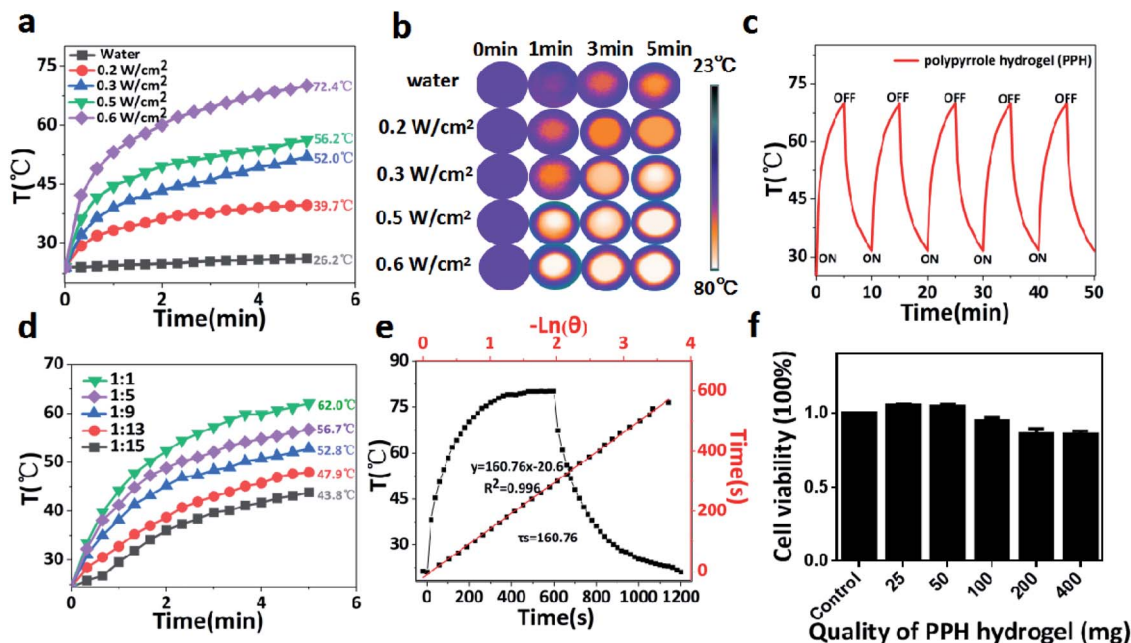 a
Water
0.2 W/cm²
0.3 W/cm²
0.5 W/cm²
0.6 W/cm²
72.4℃
56.2℃
52.0℃
39.7℃
26.2℃
75
60
45
30
T(℃)
0 2 4 6
Time(min)
b
0min 1min 3min 5min
water
0.2 W/cm²
0.3 W/cm²
0.5 W/cm²
0.6 W/cm²
23℃
80℃
c
polypyrrole hydrogel (PPH)
OFF OFF OFF OFF OFF
ON ON ON ON ON
75
60
45
30
T(℃)
0 10 20 30 40 50
Time(min)
d
1:1
1:5
1:9
1:13
1:15
62.0℃
56.7℃
52.8℃
47.9℃
43.8℃
70
60
50
40
30
T(℃)
0 2 4 6
Time(min)
e
-Ln(θ)
0 1 2 3 4
90
75
60
45
30
T(℃)
y=160.76x-20.6
R²=0.996
τs=160.76
600
400
200
0
Time(s)
0 200 400 600 800 1000 1200
Time(s)
f
Cell viability (100%)
1.0
0.5
0.0
Control 25 50 100 200 400
Quality of PPH hydrogel (mg)